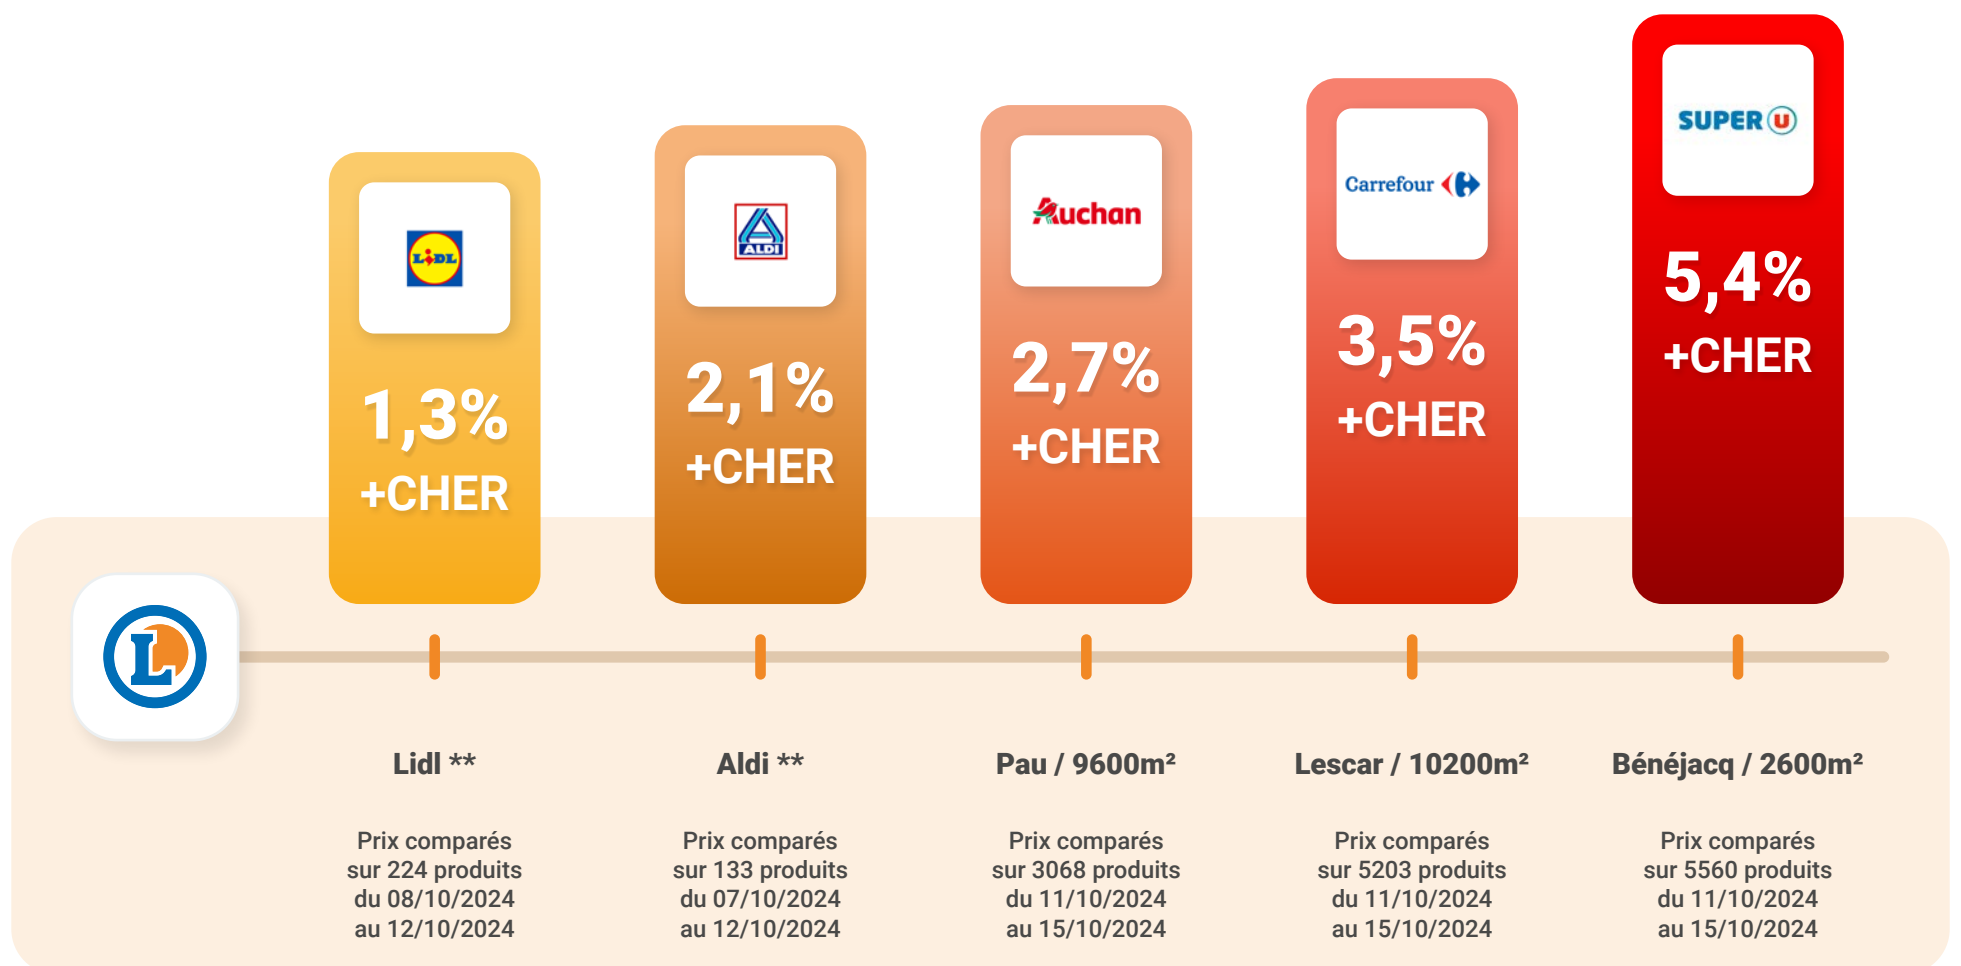 LIDL
1,3%
+CHER
ALDI
2,1%
+CHER
Auchan
2,7%
+CHER
Carrefour
3,5%
+CHER
SUPER U
5,4%
+CHER
L
Lidl **
Prix comparés
sur 224 produits
du 08/10/2024
au 12/10/2024
Aldi **
Prix comparés
sur 133 produits
du 07/10/2024
au 12/10/2024
Pau / 9600m²
Prix comparés
sur 3068 produits
du 11/10/2024
au 15/10/2024
Lescar / 10200m²
Prix comparés
sur 5203 produits
du 11/10/2024
au 15/10/2024
Bénéjacq / 2600m²
Prix comparés
sur 5560 produits
du 11/10/2024
au 15/10/2024